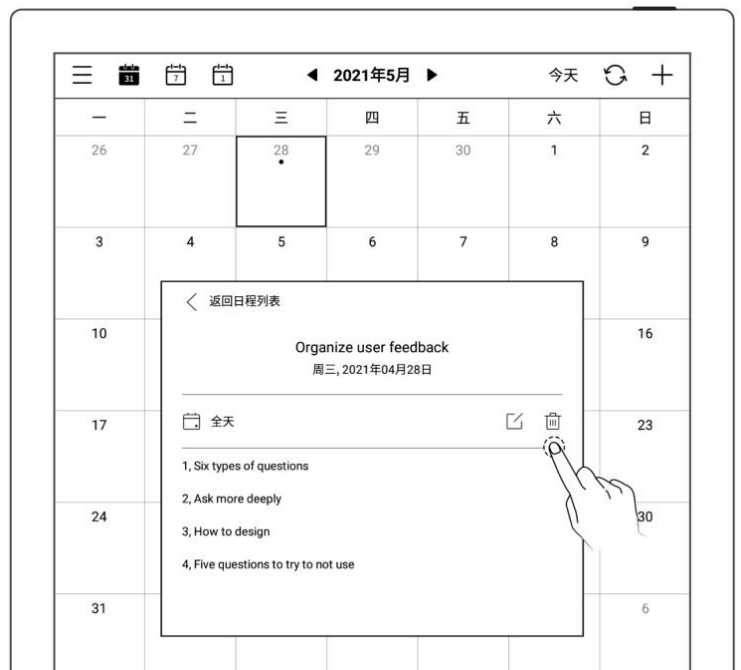 31 7 1 ◀ 2021年5月 ▶ 今天
一 二 三 四 五 六 日
26 27 28 29 30 1 2
3 4 5 6 7 8 9
返回日程列表
10 16
Organize user feedback
周三, 2021年04月28日
17 全天 23
1, Six types of questions
2, Ask more deeply
24 30
3, How to design
4, Five questions to try to not use
31 6